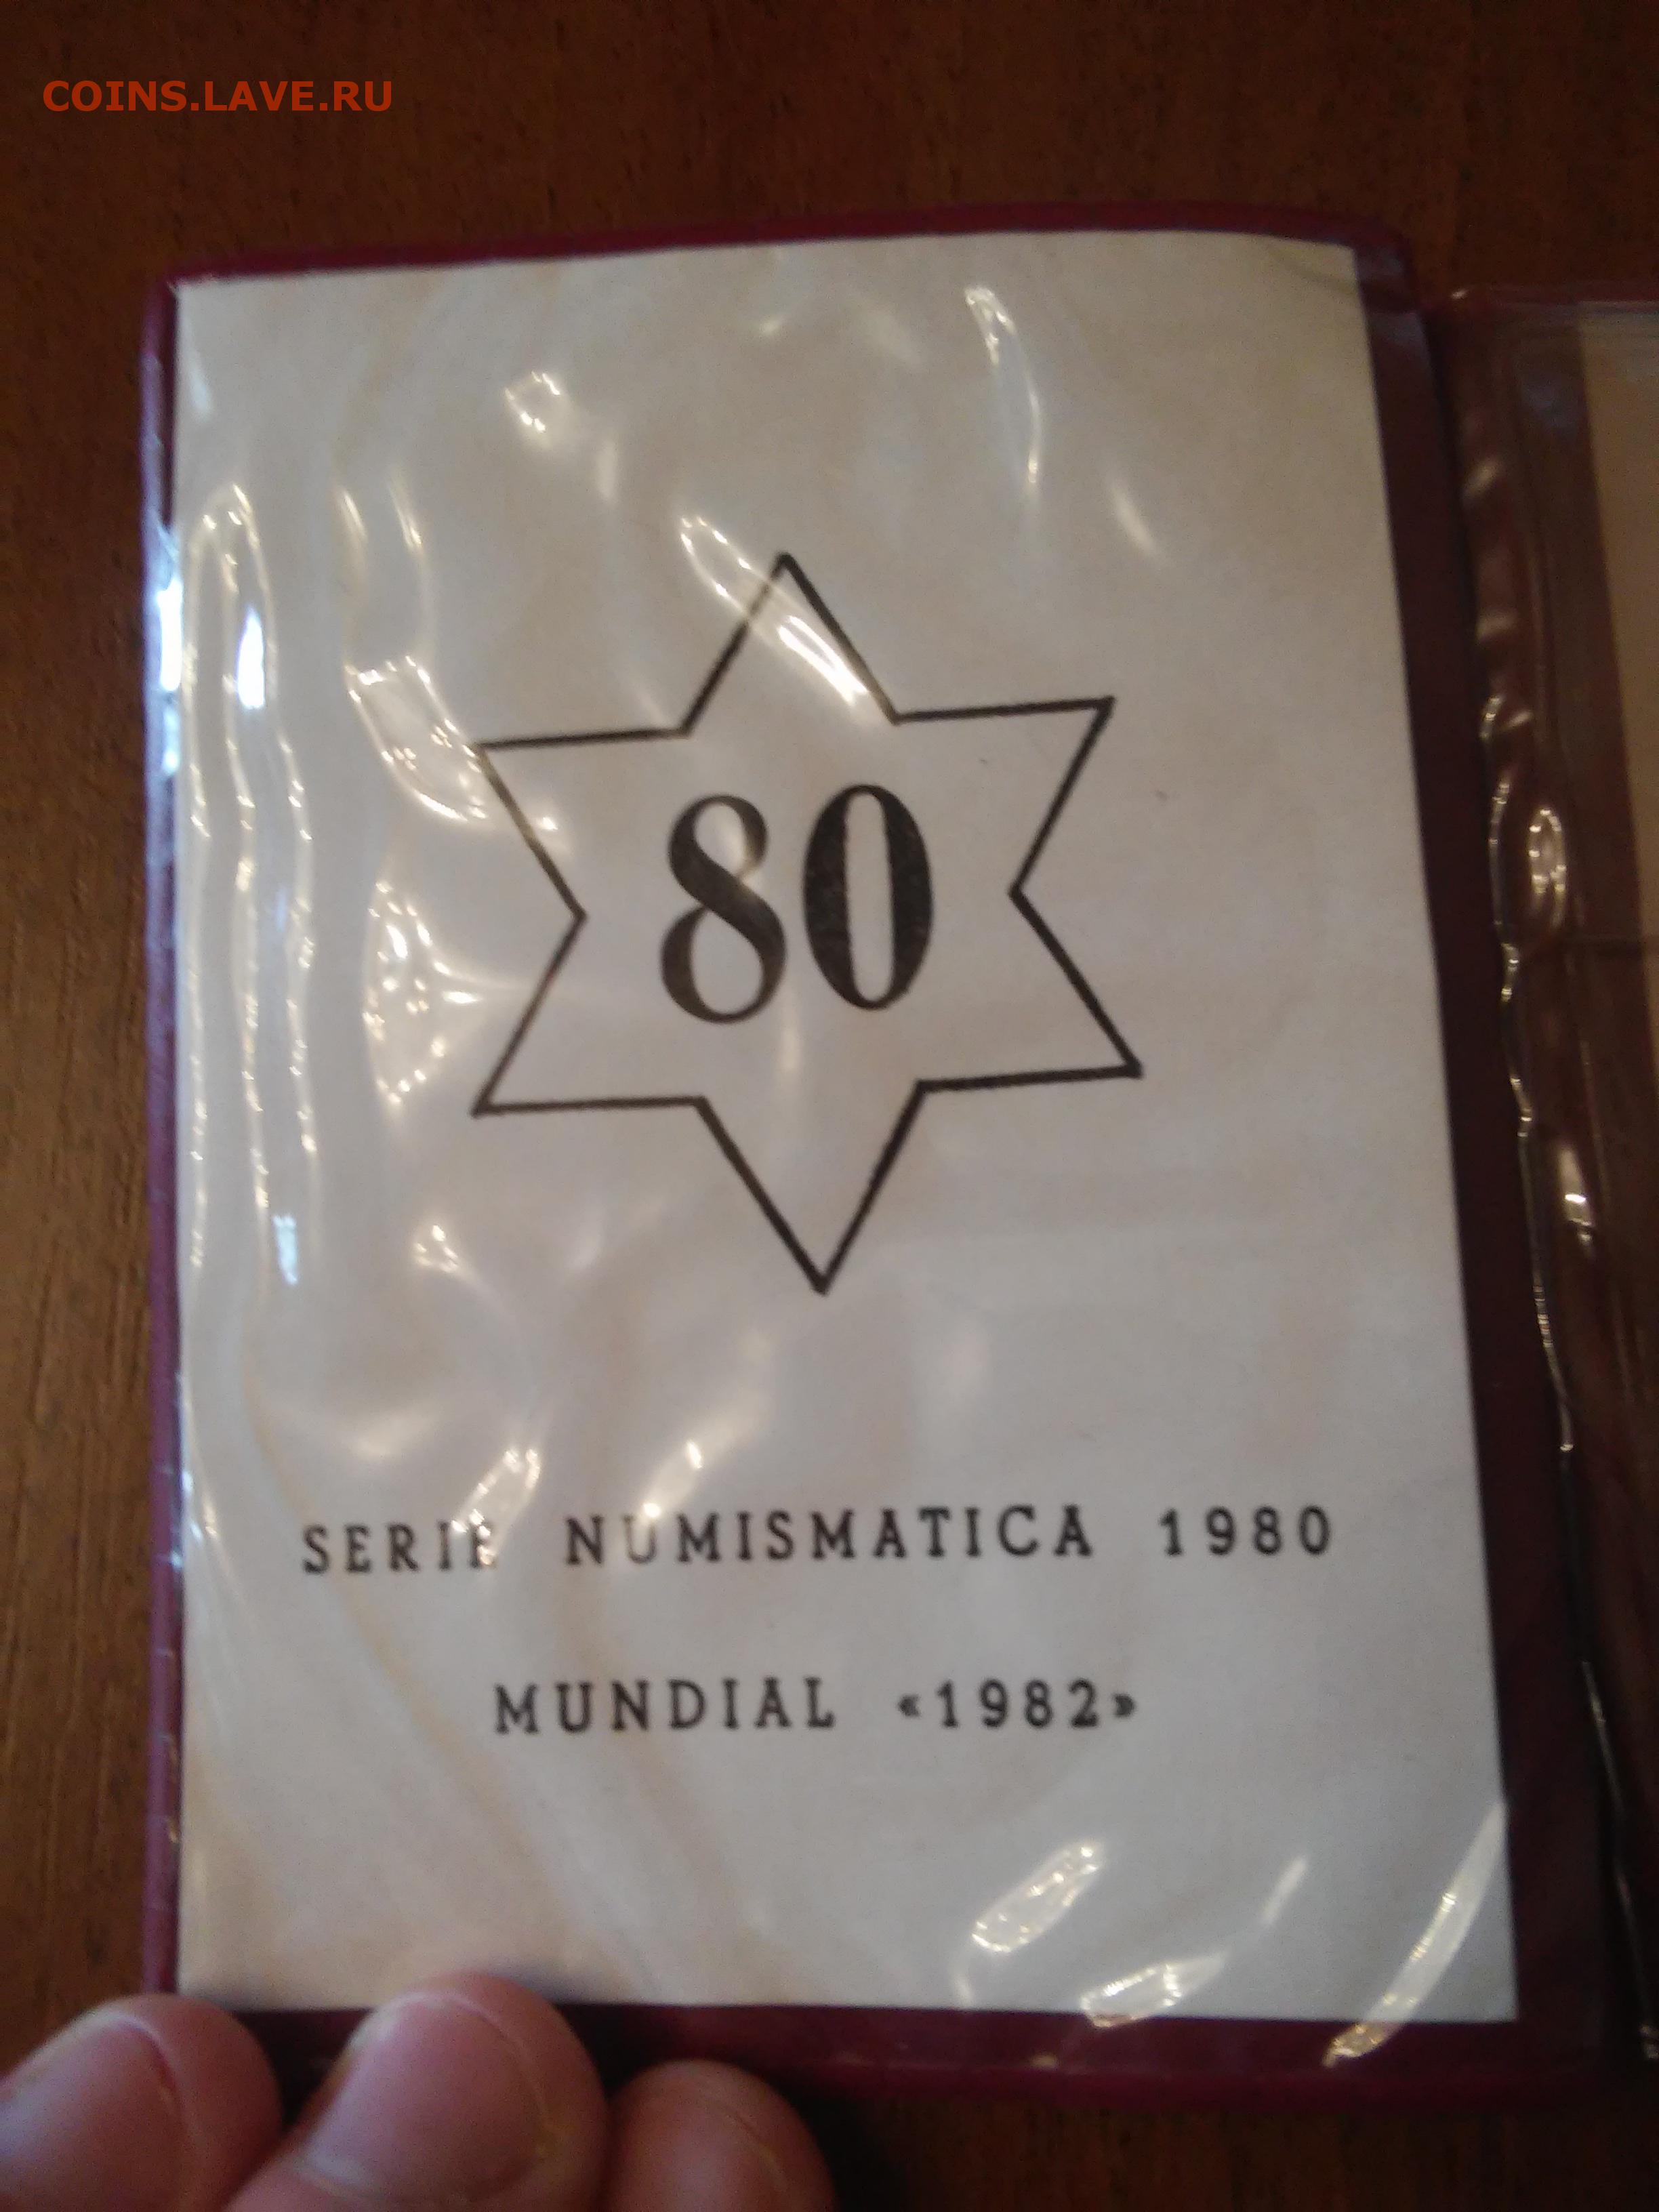 COINS.LAVE.RU
80
SERIE NUMISMATICA 1980
MUNDIAL «1982»